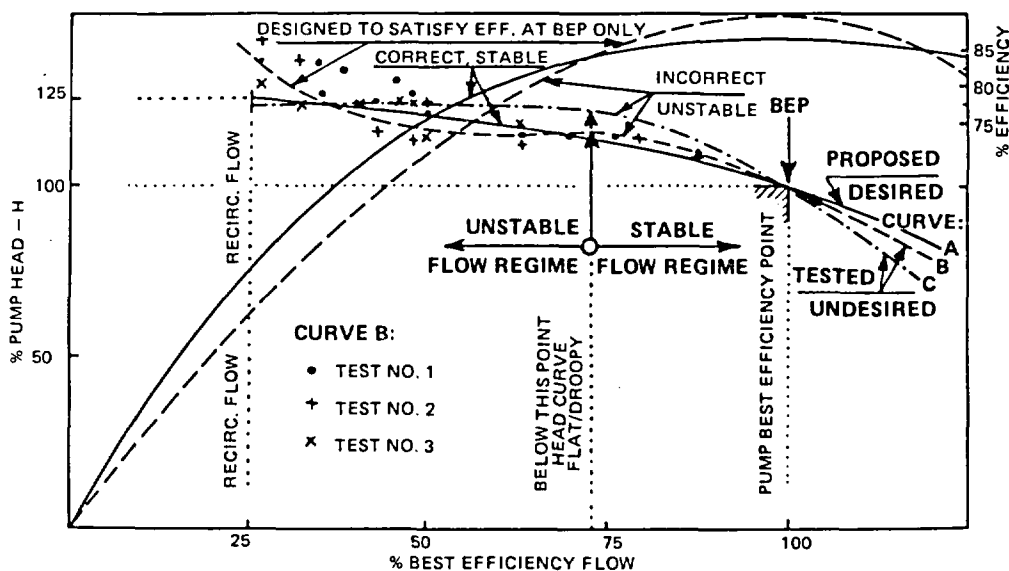 DESIGNED TO SATISFY EFF. AT BEP ONLY
CORRECT, STABLE
INCORRECT
UNSTABLE
BEP
85
80
75
% EFFICIENCY
125
100
50
% PUMP HEAD – H
RECIRC. FLOW
RECIRC. FLOW
UNSTABLE
FLOW REGIME
STABLE
FLOW REGIME
PROPOSED
DESIRED
CURVE:
A
B
C
TESTED
UNDESIRED
CURVE B:
• TEST NO. 1
+ TEST NO. 2
× TEST NO. 3
BELOW THIS POINT
HEAD CURVE
FLAT/DROOPY
PUMP BEST EFFICIENCY POINT
25
50
75
100
% BEST EFFICIENCY FLOW